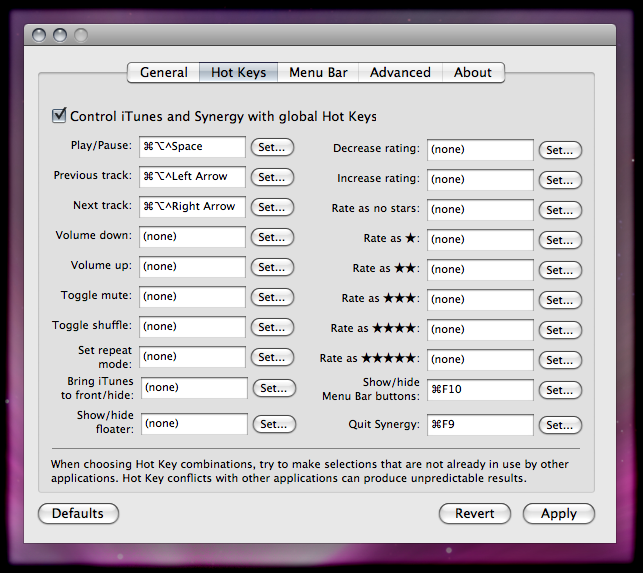 General Hot Keys Menu Bar Advanced About
Control iTunes and Synergy with global Hot Keys
Play/Pause: ⌘⌥^Space Set...
Previous track: ⌘⌥^Left Arrow Set...
Next track: ⌘⌥^Right Arrow Set...
Volume down: (none) Set...
Volume up: (none) Set...
Toggle mute: (none) Set...
Toggle shuffle: (none) Set...
Set repeat
mode: (none) Set...
Bring iTunes
to front/hide: (none) Set...
Show/hide
floater: (none) Set...
Decrease rating: (none) Set...
Increase rating: (none) Set...
Rate as no stars: (none) Set...
Rate as ★: (none) Set...
Rate as ★★: (none) Set...
Rate as ★★★: (none) Set...
Rate as ★★★★: (none) Set...
Rate as ★★★★★: (none) Set...
Show/hide
Menu Bar buttons: ⌘F10 Set...
Quit Synergy: ⌘F9 Set...
When choosing Hot Key combinations, try to make selections that are not already in use by other
applications. Hot Key conflicts with other applications can produce unpredictable results.
Defaults Revert Apply